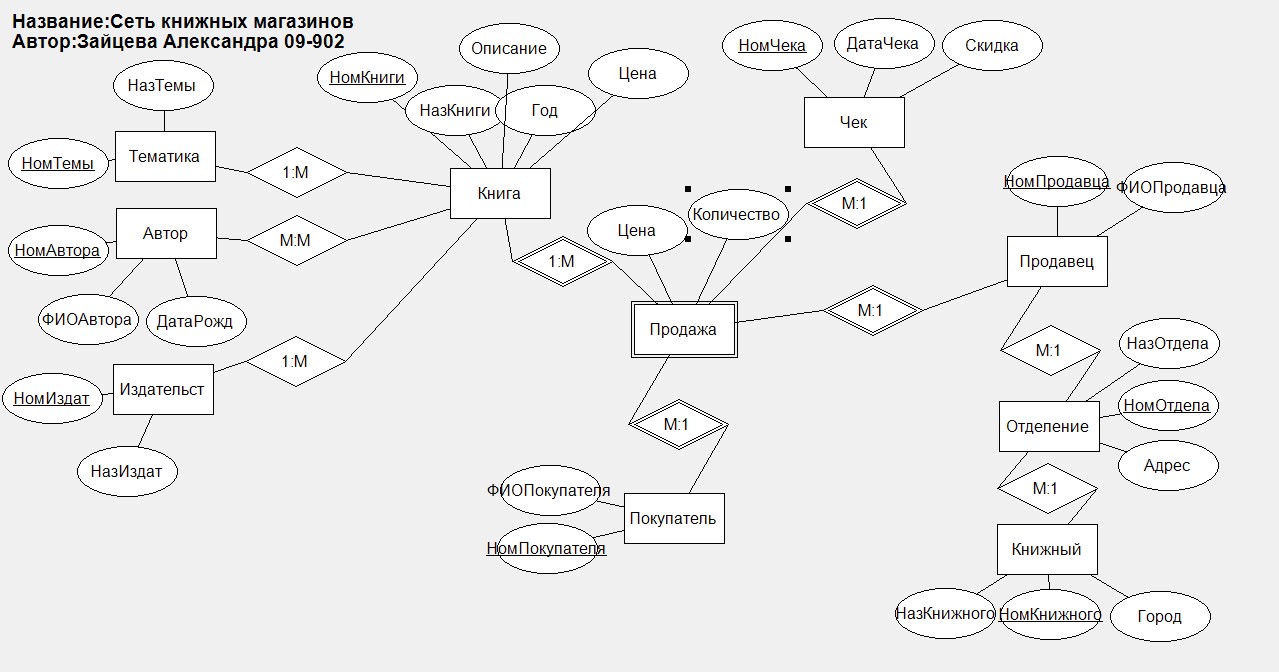 Название:Сеть книжных магазинов
Автор:Зайцева Александра 09-902
НазТемы
НомТемы
Тематика
1:M
НомАвтора
Автор
M:M
ФИОАвтора
ДатаРожд
НомИздат
Издательст
1:M
НазИздат
НомКниги
Описание
Цена
НазКниги
Год
Книга
1:M
Цена
Количество
Продажа
НомЧека
ДатаЧека
Скидка
Чек
M:1
M:1
НомПродавца
ФИОПродавца
Продавец
M:1
НазОтдела
НомОтдела
Отделение
Адрес
M:1
Книжный
НазКнижного
НомКнижного
Город
M:1
ФИОПокупателя
Покупатель
НомПокупателя